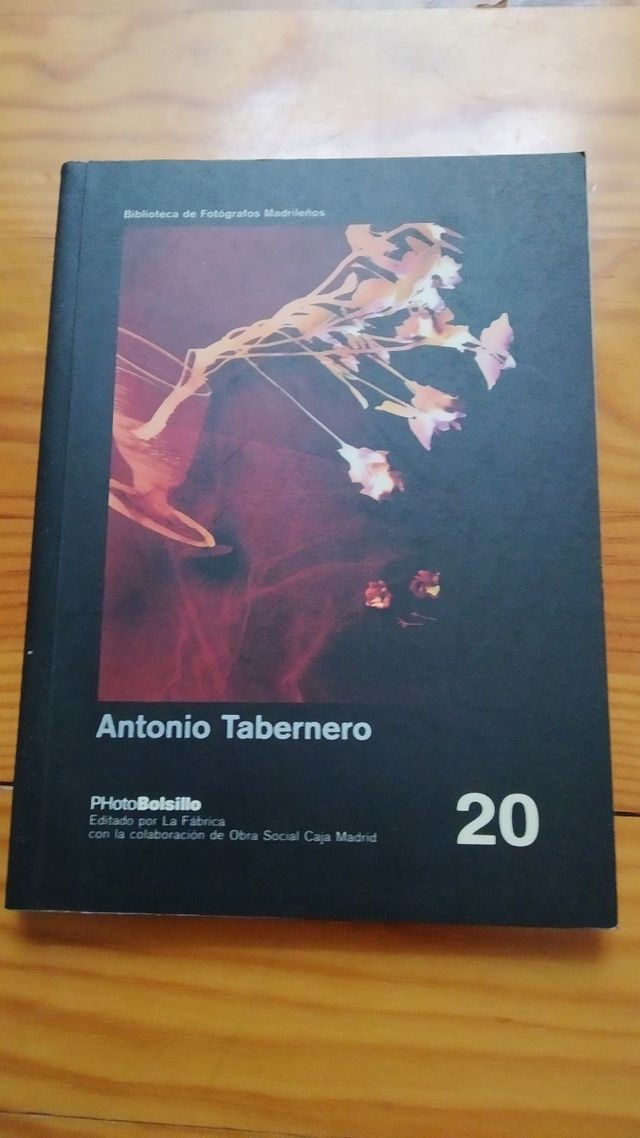 Biblioteca de Fotógrafos Madrileños
Antonio Tabernero
PHotoBolsillo
Editado por La Fábrica
con la colaboración de Obra Social Caja Madrid
20